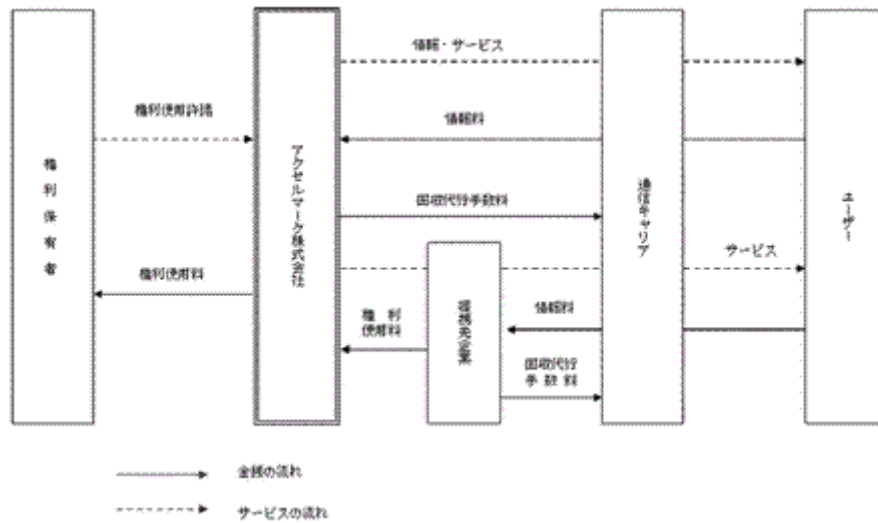 情報・サービス
権利使用許諾
情報料
権利保有者
アクセルマーク株式会社
通信キャリア
ユーザー
回収代行手数料
サービス
権利使用料
情報料
権利
使用料
提携先企業
回収代行
手数料
金銭の流れ
サービスの流れ